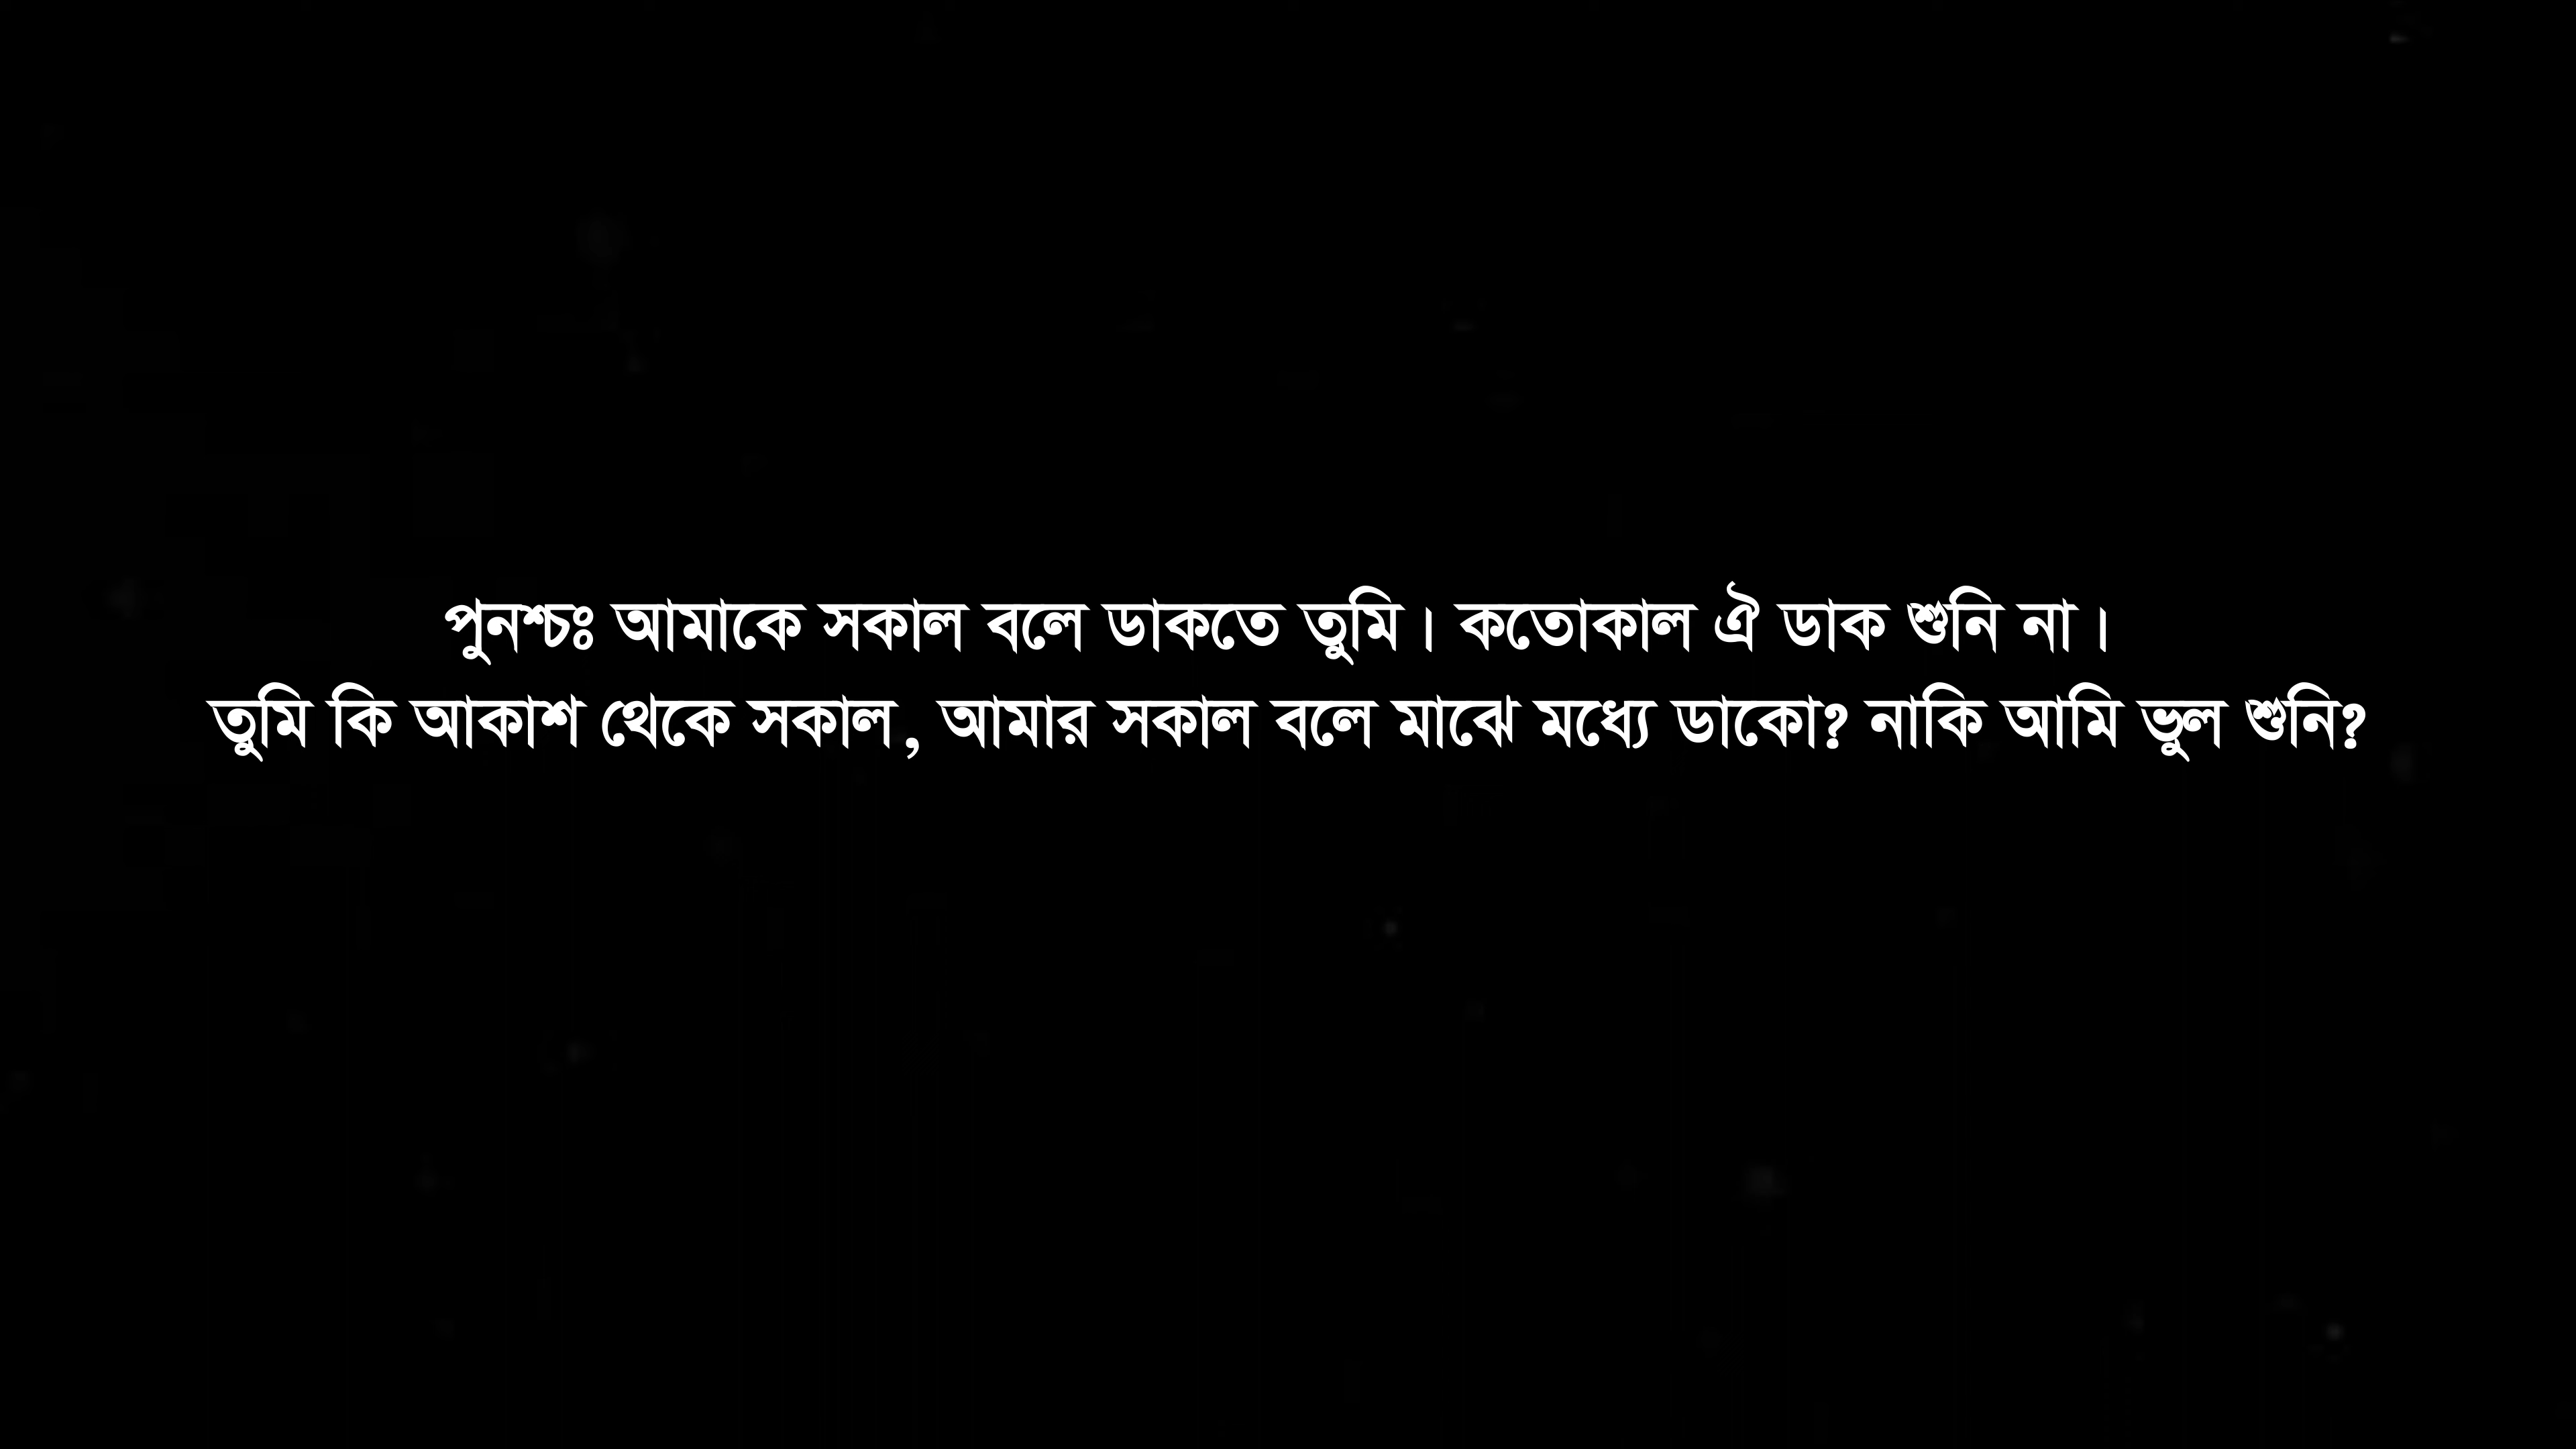 পুনশ্চঃ আমাকে সকাল বলে ডাকতে তুমি। কতোকাল ঐ ডাক শুনি না।
তুমি কি আকাশ থেকে সকাল, আমার সকাল বলে মাঝে মধ্যে ডাকো? নাকি আমি ভুল শুনি?